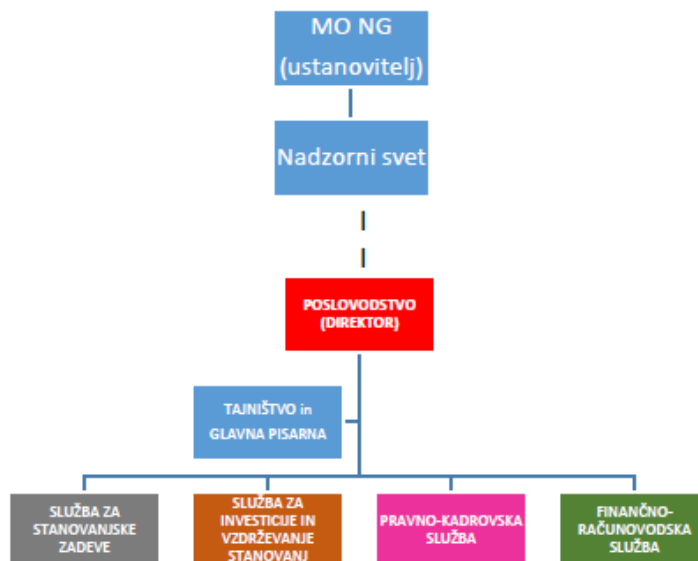 MO NG
(ustanovitelj)
Nadzorni svet
POSLOVODSTVO
(DIREKTOR)
TAJNIŠTVO in
GLAVNA PISARNA
SLUŽBA ZA
STANOVANJSKE
ZADEVE
SLUŽBA ZA
INVESTICIJE IN
VZDRŽEVANJE
STANOVANJ
PRAVNO-KADROVSKA
SLUŽBA
FINANČNO-
RAČUNOVODSKA
SLUŽBA